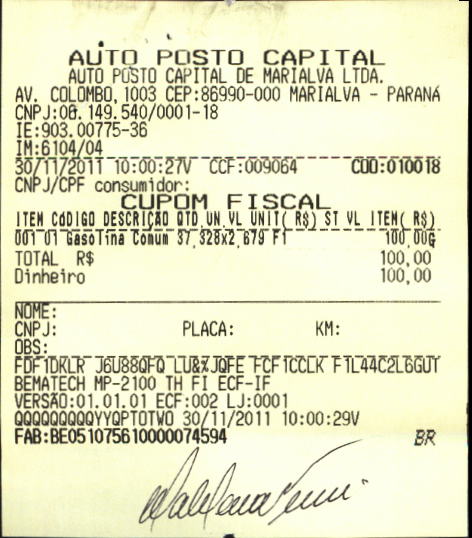 AUTO POSTO CAPITAL
AUTO POSTO CAPITAL DE MARIALVA LTDA.
AV. COLOMBO, 1003 CEP:86990-000 MARIALVA - PARANÁ
CNPJ:06.149.540/0001-18
IE:903.00775-36
IM:6104/04
30/11/2011 10:00:27V CCF:009064 COO:010018
CNPJ/CPF consumidor:
CUPOM FISCAL
ITEM CÓDIGO DESCRIÇÃO QTD.UN.VL UNIT( R$) ST VL ITEM( R$)
001 01 Gasolina Comum 37,328x2,679 F1 100,00G
TOTAL R$ 100,00
Dinheiro 100,00
NOME:
CNPJ: PLACA: KM:
OBS:
FDF1DKLR J6U88QFQ LU&%JQFE FCF1CCLK F1L44C2L6GUT
BEMATECH MP-2100 TH FI ECF-IF
VERSÃO:01.01.01 ECF:002 LJ:0001
QQQQQQQQQYYQPTOTWO 30/11/2011 10:00:29V
FAB:BE051075610000074594 BR